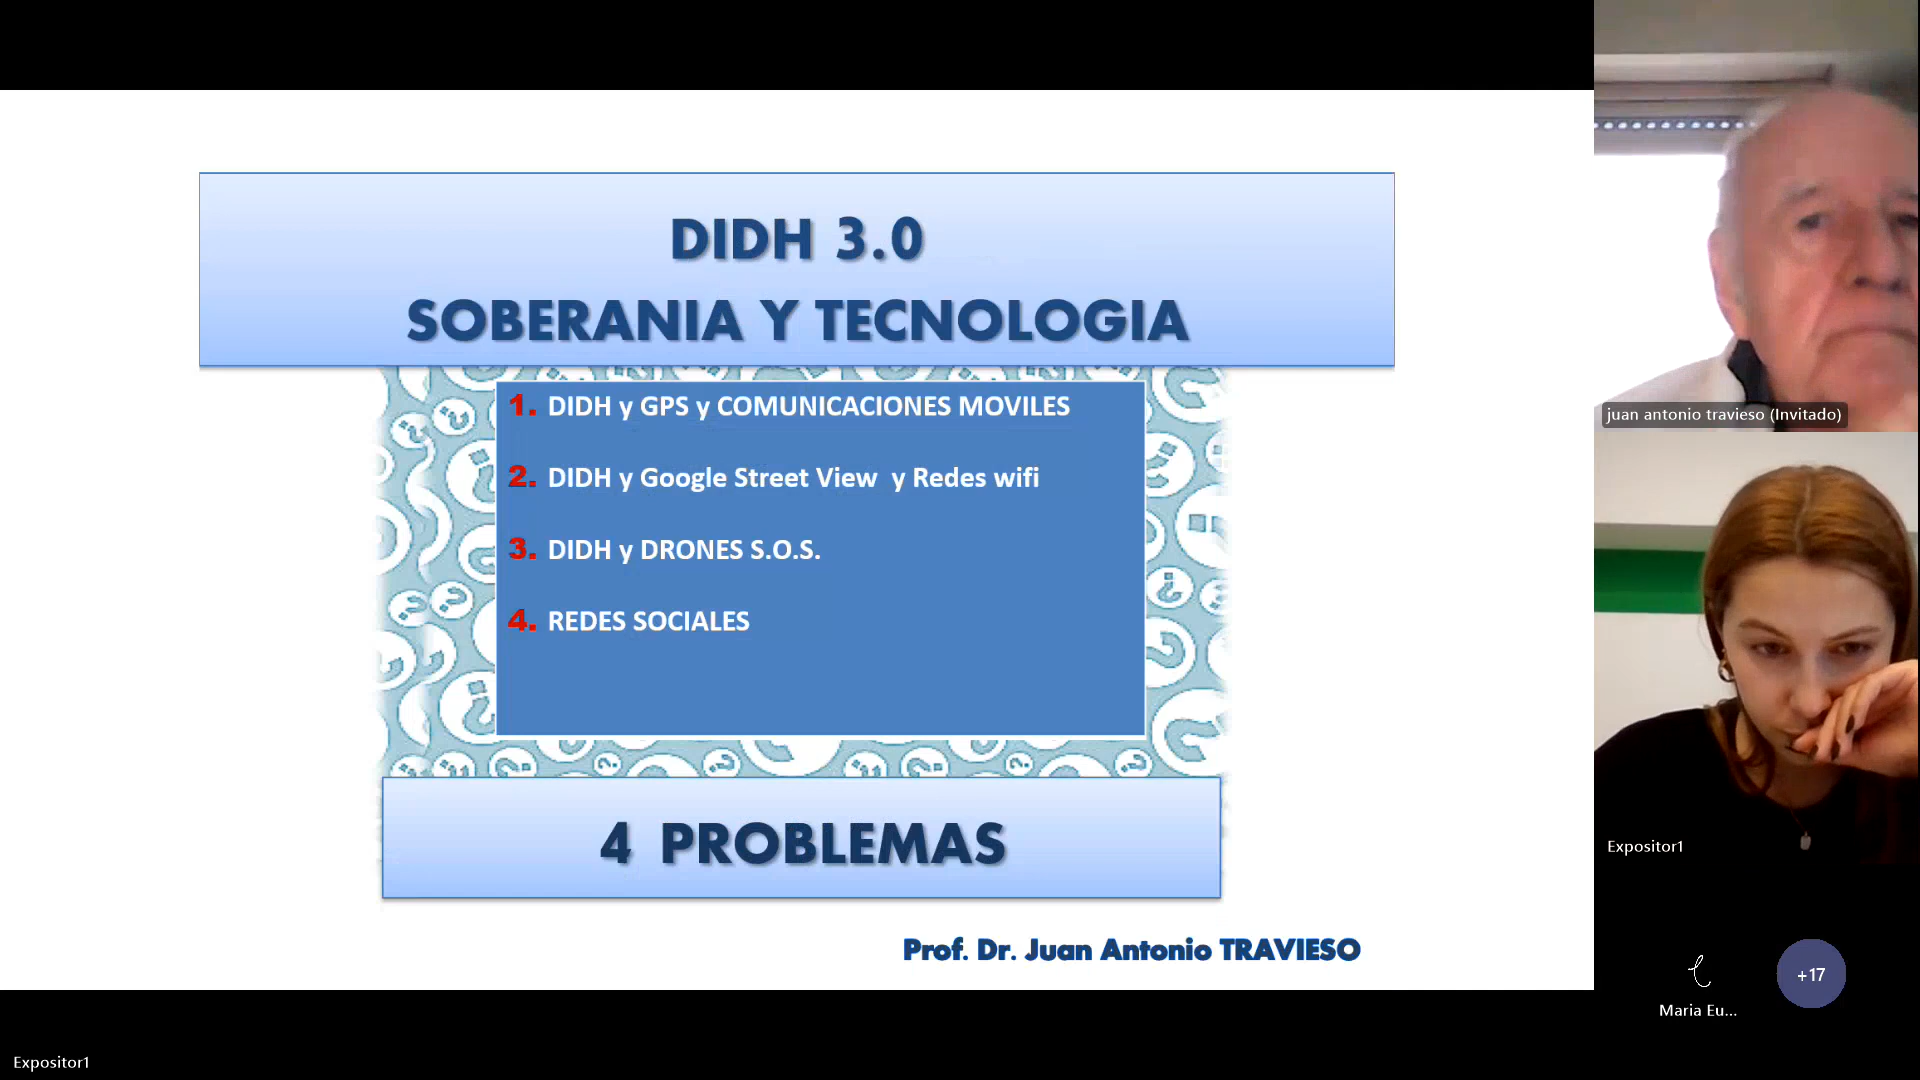 DIDH 3.0
SOBERANIA Y TECNOLOGIA
1. DIDH y GPS y COMUNICACIONES MOVILES
2. DIDH y Google Street View y Redes wifi
3. DIDH y DRONES S.O.S.
4. REDES SOCIALES
4 PROBLEMAS
Prof. Dr. Juan Antonio TRAVIESO
juan antonio travieso (Invitado)
Expositor1
Maria Eu...
+17
Expositor1